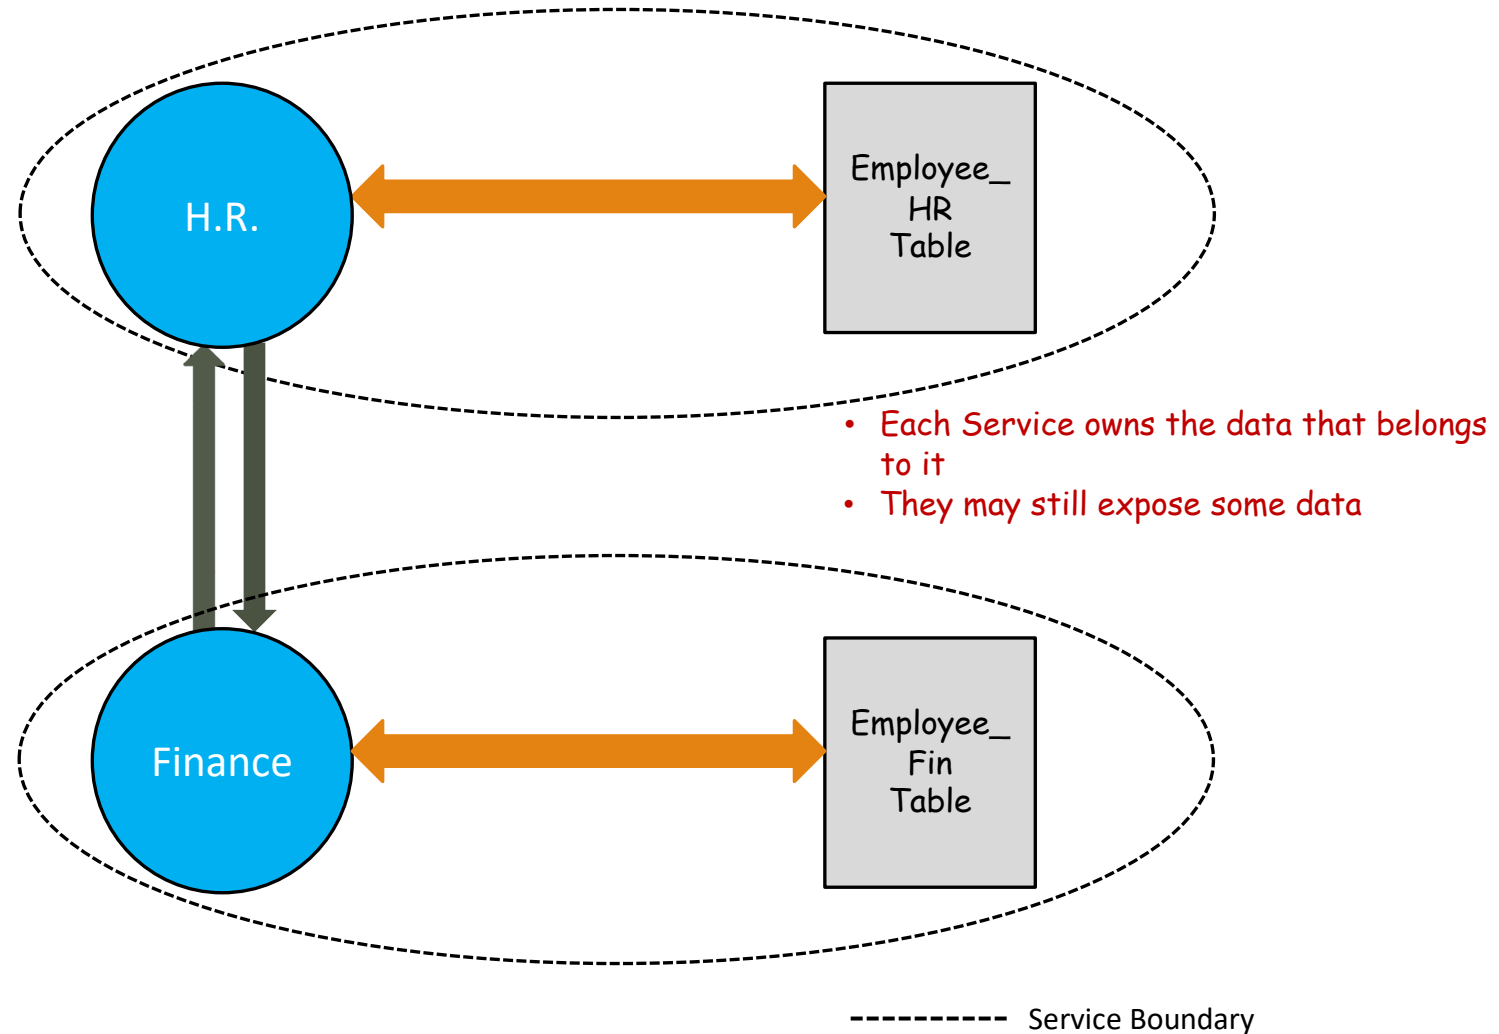 H.R.
Employee_
HR
Table
• Each Service owns the data that belongs
to it
• They may still expose some data
Finance
Employee_
Fin
Table
Service Boundary